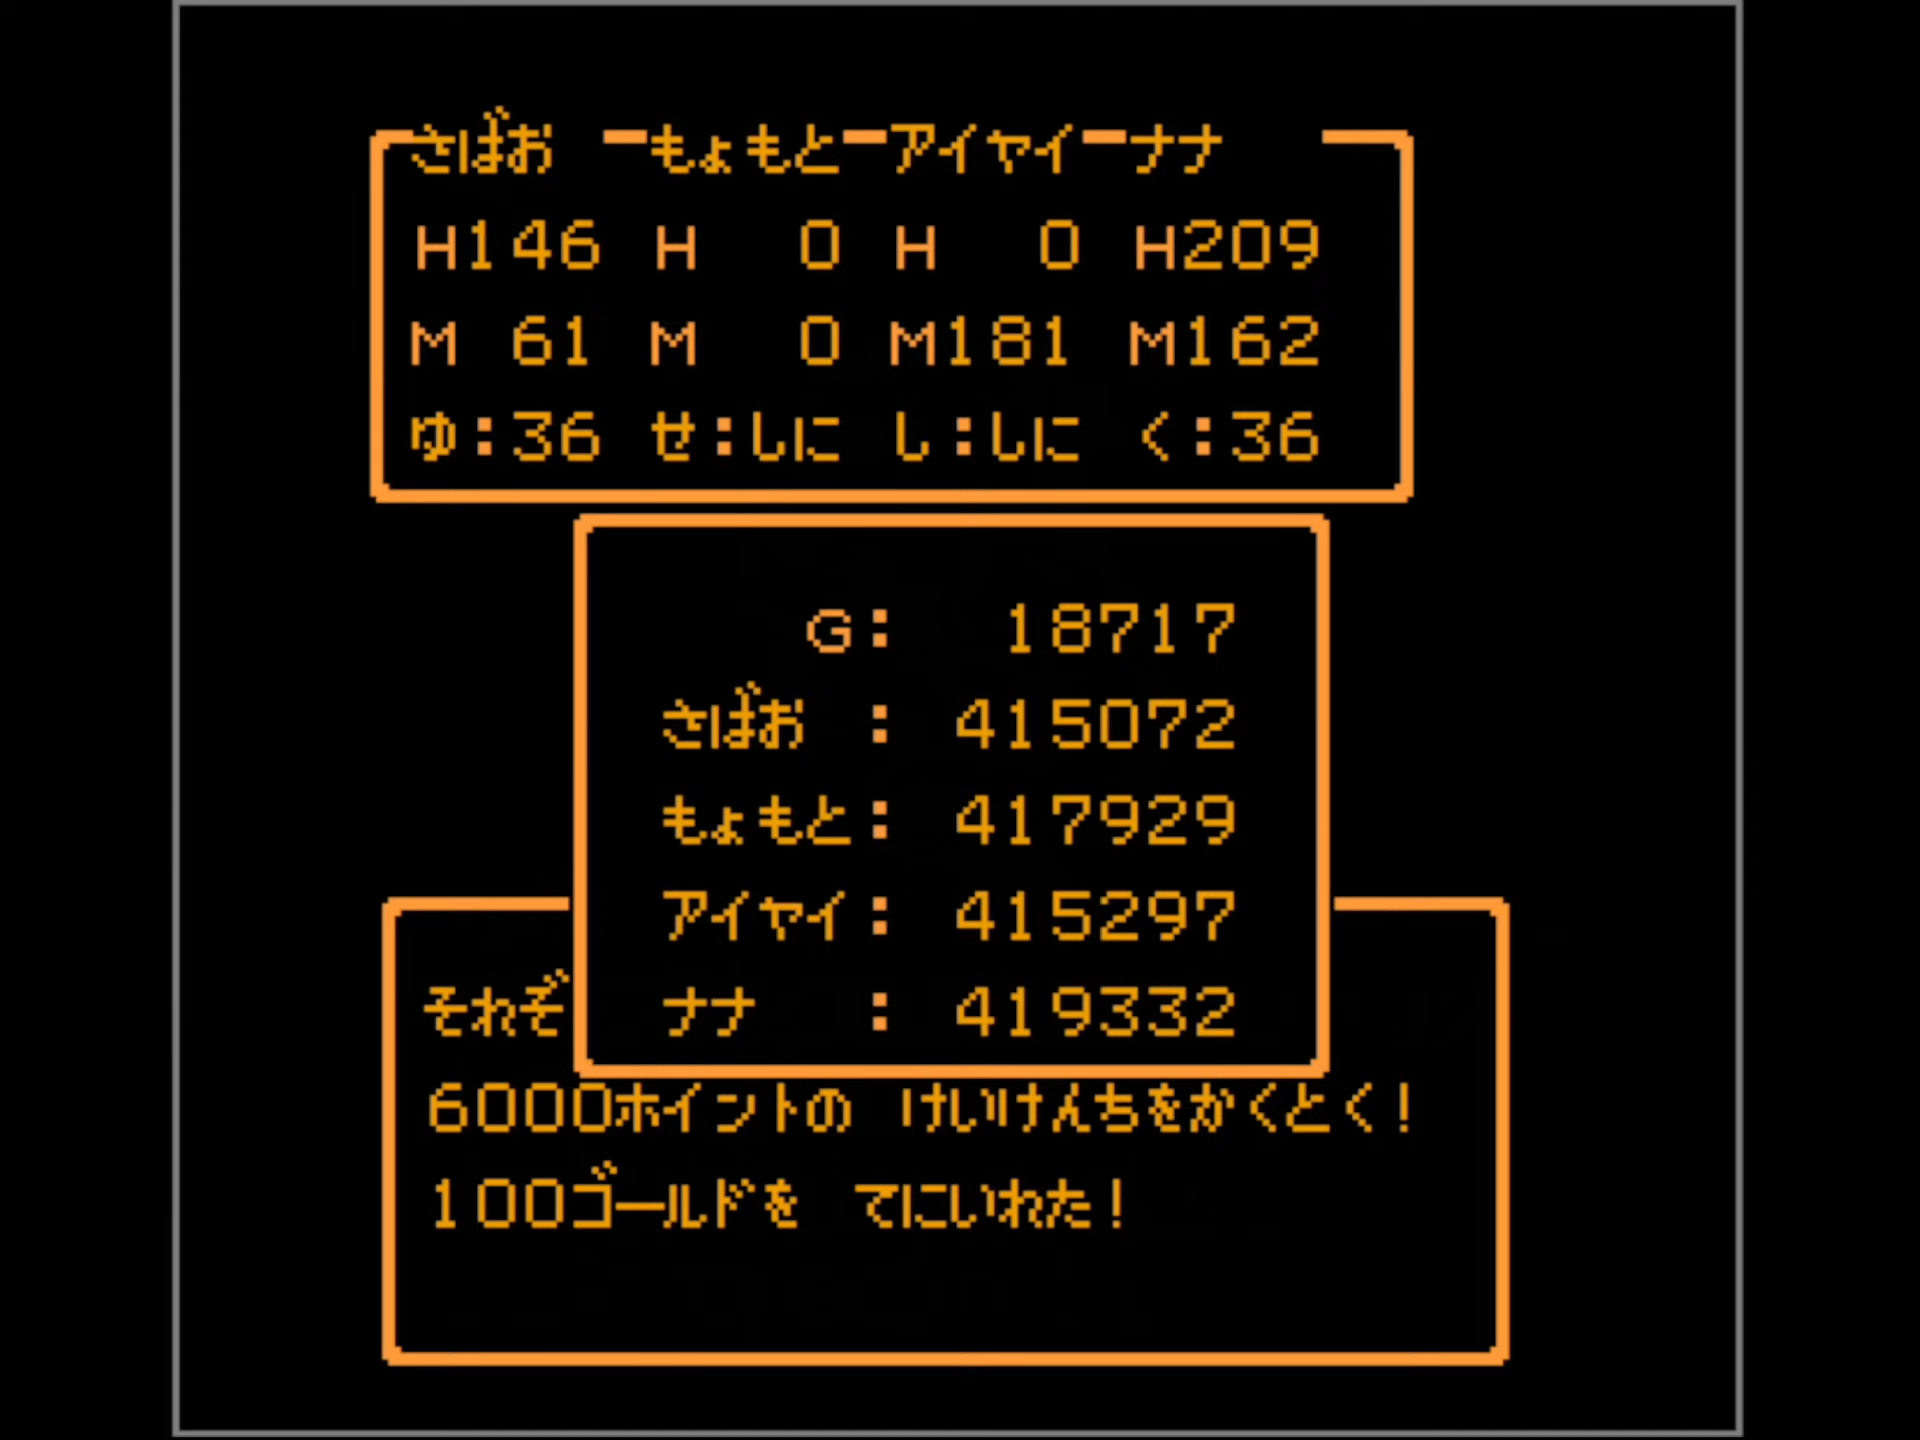 さぼお もょもと アイヤイ ナナ
H146 H 0 H 0 H209
M 61 M 0 M181 M162
ゆ:36 せ:しに し:しに く:36
G: 18717
さぼお : 415072
もょもと: 417929
アイヤイ: 415297
ナナ : 419332
それぞ
6000ポイントの けいけんちをかくとく!
100ゴールドを てにいれた!